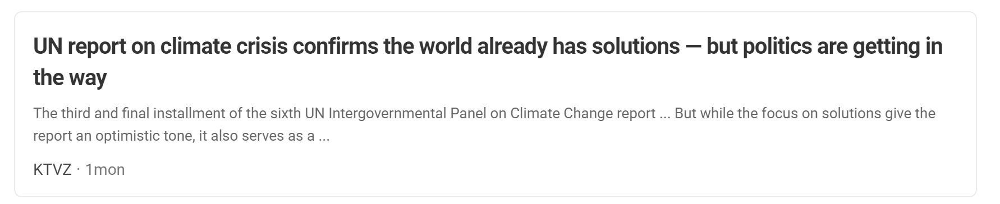 UN report on climate crisis confirms the world already has solutions — but politics are getting in
the way
The third and final installment of the sixth UN Intergovernmental Panel on Climate Change report ... But while the focus on solutions give the
report an optimistic tone, it also serves as a ...
KTVZ · 1mon